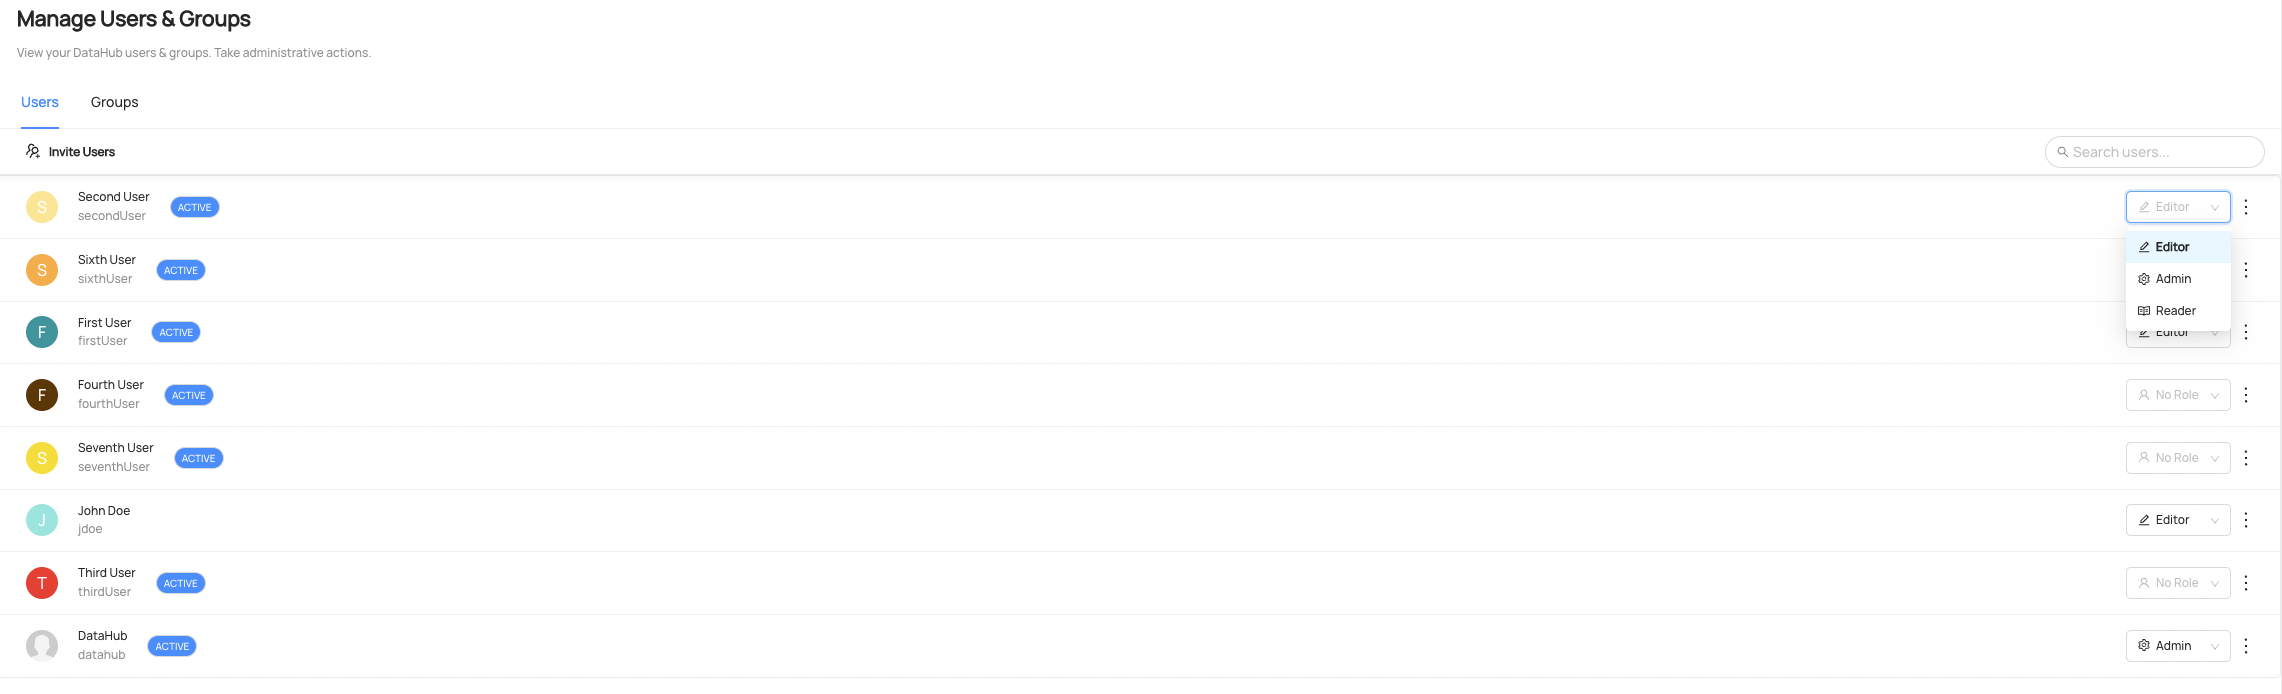 Manage Users & Groups
View your DataHub users & groups. Take administrative actions.
Users Groups
Invite Users Search users...
S Second User ACTIVE Editor
secondUser
Editor
S Sixth User ACTIVE
sixthUser
Admin
Reader
F First User ACTIVE Editor
firstUser
F Fourth User ACTIVE No Role
fourthUser
S Seventh User ACTIVE No Role
seventhUser
J John Doe Editor
jdoe
T Third User ACTIVE No Role
thirdUser
DataHub ACTIVE Admin
datahub